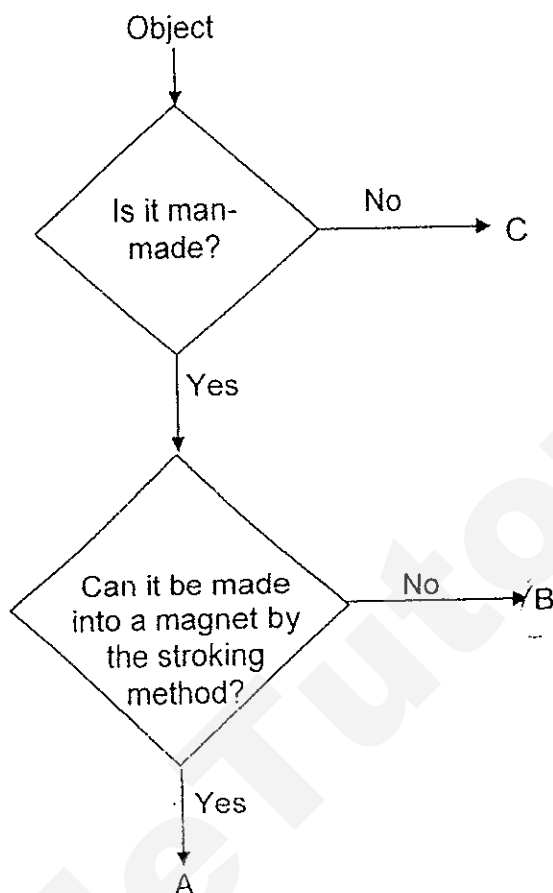 Object
Is it man-
made?
No
C
Yes
Can it be made
into a magnet by
the stroking
method?
No
B
Yes
A